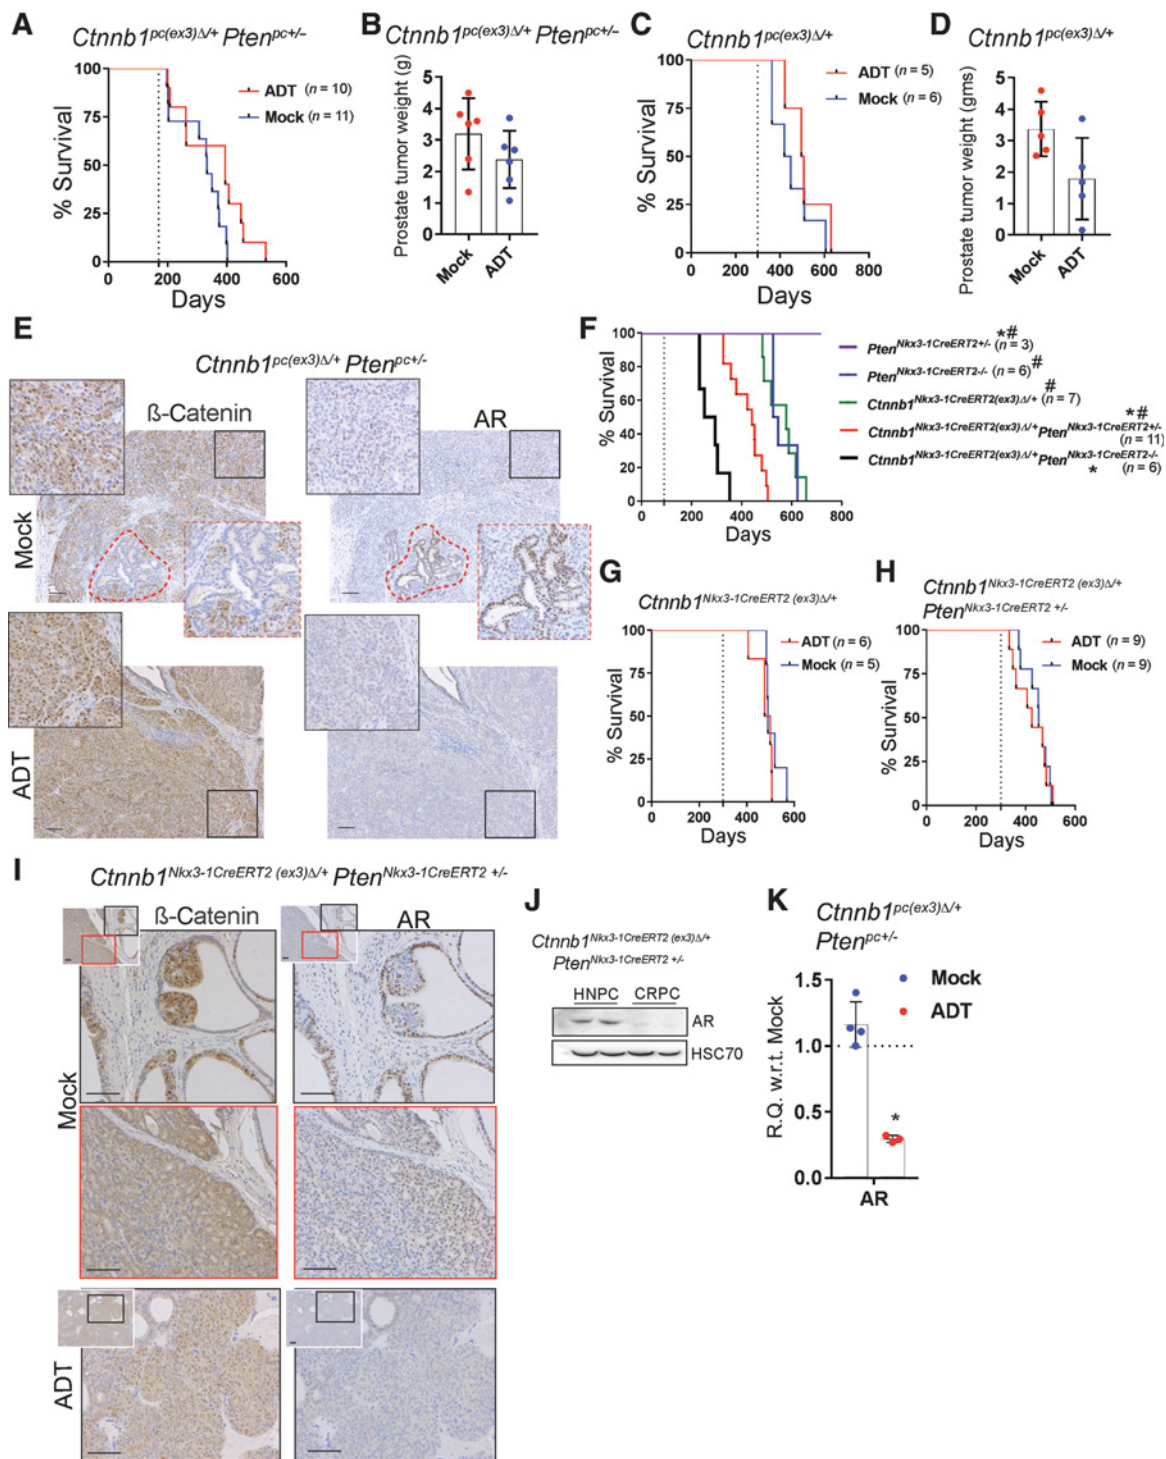 A
Ctnnb1pc(ex3)Δ/+ Ptenpc+/-
% Survival
100
75
50
25
0
0 200 400 600
Days
ADT (n = 10)
Mock (n = 11)
B
Ctnnb1pc(ex3)Δ/+ Ptenpc+/-
Prostate tumor weight (g)
5
4
3
2
1
0
Mock ADT
C
Ctnnb1pc(ex3)Δ/+
% Survival
100
75
50
25
0
0 200 400 600 800
Days
ADT (n = 5)
Mock (n = 6)
D
Ctnnb1pc(ex3)Δ/+
Prostate tumor weight (gms)
5
4
3
2
1
0
Mock ADT
E
Ctnnb1pc(ex3)Δ/+ Ptenpc+/-
ß-Catenin AR
Mock
ADT
F
% Survival
100
80
60
40
20
0
0 200 400 600 800
Days
PtenNkx3-1CreERT2+/- *# (n = 3)
PtenNkx3-1CreERT2-/- (n = 6)#
Ctnnb1Nkx3-1CreERT2(ex3)Δ/+ # (n = 7)
Ctnnb1Nkx3-1CreERT2(ex3)Δ/+PtenNkx3-1CreERT2+/- *#
(n = 11)
Ctnnb1Nkx3-1CreERT2(ex3)Δ/+PtenNkx3-1CreERT2-/-
* (n = 6)
G
Ctnnb1Nkx3-1CreERT2 (ex3)Δ/+
% Survival
100
75
50
25
0
0 200 400 600
Days
ADT (n = 6)
Mock (n = 5)
H
Ctnnb1Nkx3-1CreERT2 (ex3)Δ/+
PtenNkx3-1CreERT2 +/-
% Survival
100
75
50
25
0
0 200 400 600
Days
ADT (n = 9)
Mock (n = 9)
I
Ctnnb1Nkx3-1CreERT2 (ex3)Δ/+ PtenNkx3-1CreERT2 +/-
ß-Catenin AR
Mock
ADT
J
Ctnnb1Nkx3-1CreERT2 (ex3)Δ/+
PtenNkx3-1CreERT2 +/-
HNPC CRPC
AR
HSC70
K
Ctnnb1pc(ex3)Δ/+
Ptenpc+/-
R.Q. w.r.t. Mock
1.5
1.0
0.5
0.0
Mock
ADT
*
AR